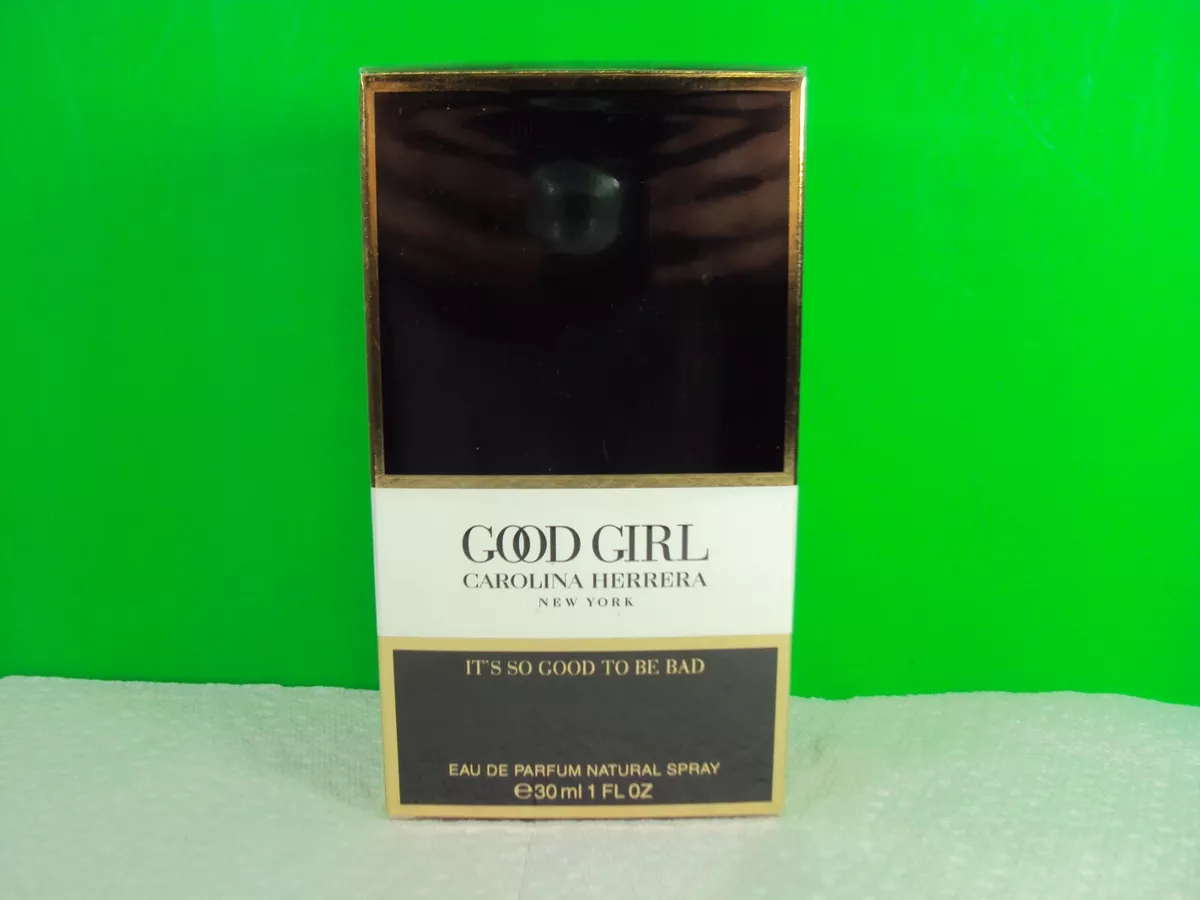 GOOD GIRL
CAROLINA HERRERA
NEW YORK
IT'S SO GOOD TO BE BAD
EAU DE PARFUM NATURAL SPRAY
℮30 ml 1 FL OZ